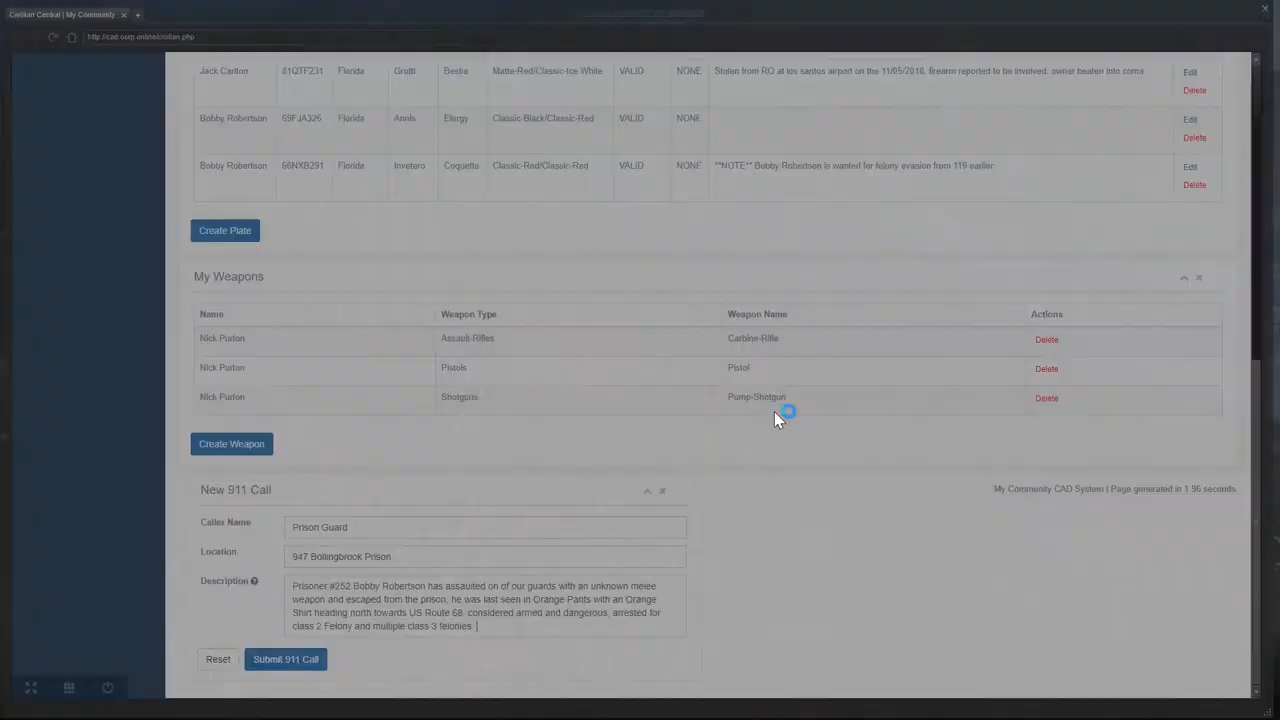 Civilian Central | My Community
http://cad.ourp.online/civilian.php
Jack Carlton 81QTF231 Florida Grotti Bestia Matte-Red/Classic-Ice White VALID NONE Stolen from RO at los santos airport on the 11/05/2018, firearm reported to be involved, owner beaten into coma Edit
Delete
Bobby Robertson 69FJA326 Florida Annis Elergy Classic-Black/Classic-Red VALID NONE Edit
Delete
Bobby Robertson 66NXB291 Florida Invetero Coquette Classic-Red/Classic-Red VALID NONE **NOTE** Bobby Robertson is wanted for felony evasion from 119 earlier. Edit
Delete
Create Plate
My Weapons
Name Weapon Type Weapon Name Actions
Nick Purton Assault-Rifles Carbine-Rifle Delete
Nick Purton Pistols Pistol Delete
Nick Purton Shotguns Pump-Shotgun Delete
Create Weapon
New 911 Call
My Community CAD System | Page generated in 1.96 seconds.
Caller Name Prison Guard
Location 947 Bollingbrook Prison
Description Prisoner #252 Bobby Robertson has assaulted on of our guards with an unknown melee
weapon and escaped from the prison, he was last seen in Orange Pants with an Orange
Shirt heading north towards US Route 68. considered armed and dangerous, arrested for
class 2 Felony and multiple class 3 felonies.
Reset Submit 911 Call